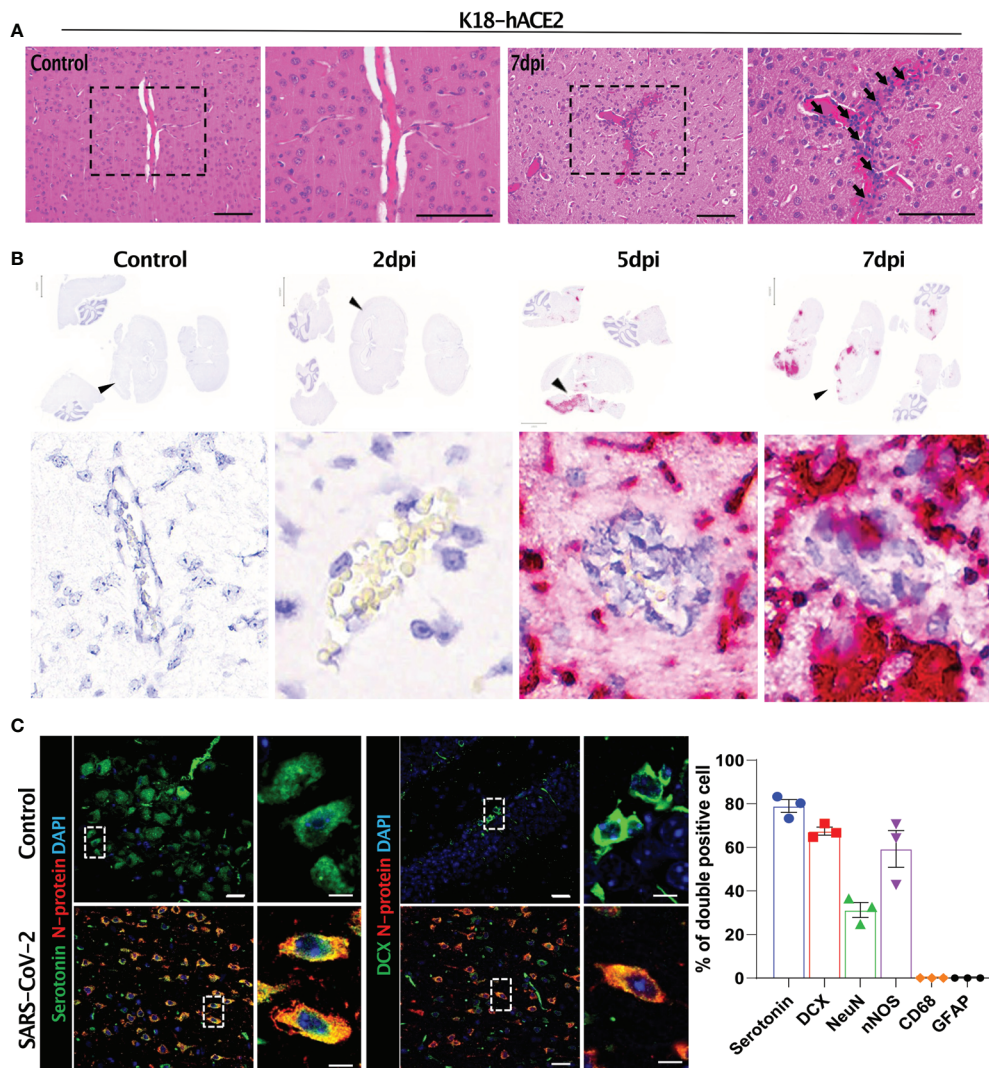 K18-hACE2
A
Control
7dpi
B
Control
2dpi
5dpi
7dpi
C
Control
SARS-CoV-2
Serotonin N-protein DAPI
DCX N-protein DAPI
% of double positive cell
100
80
60
40
20
0
Serotonin
DCX
NeuN
nNOS
CD68
GFAP